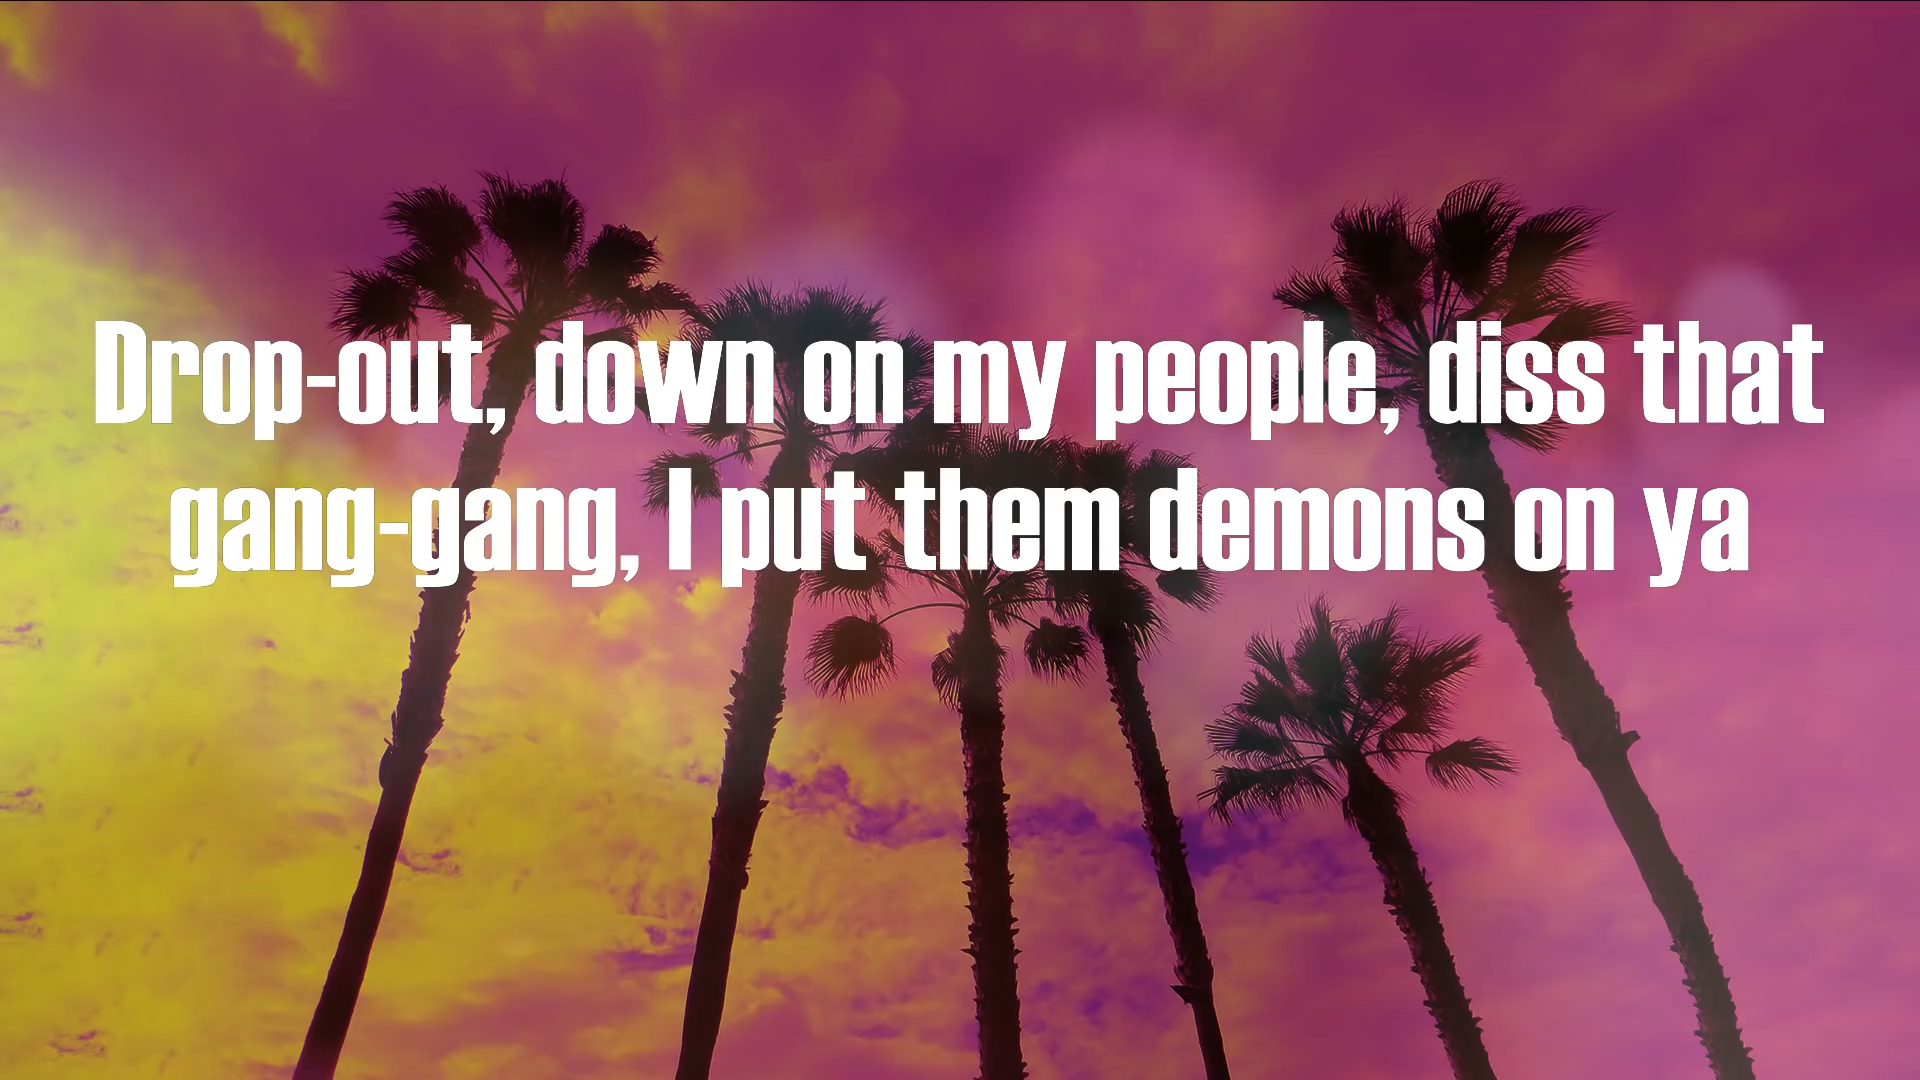 Drop-out, down on my people, diss that
gang-gang, I put them demons on ya